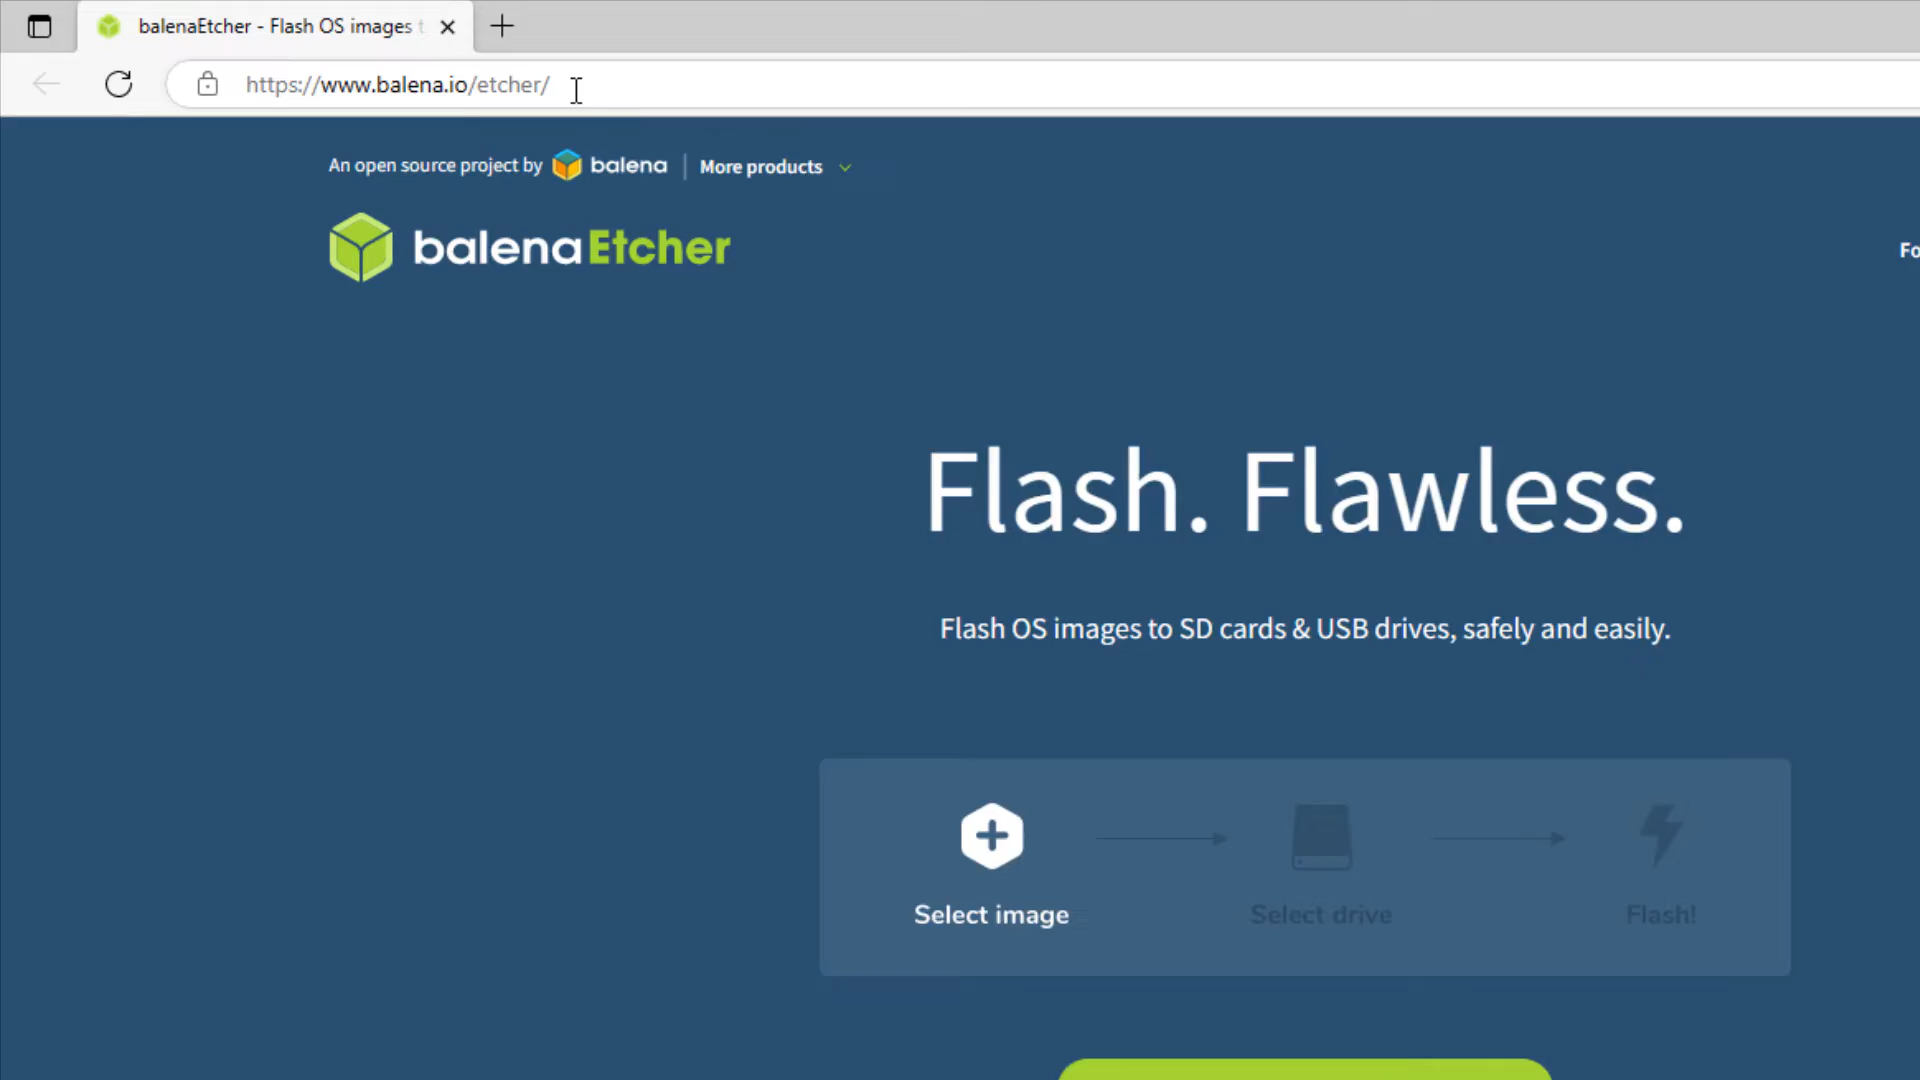 balenaEtcher - Flash OS images t
https://www.balena.io/etcher/
An open source project by balena | More products
balenaEtcher
Fo
Flash. Flawless.
Flash OS images to SD cards & USB drives, safely and easily.
Select image Select drive Flash!